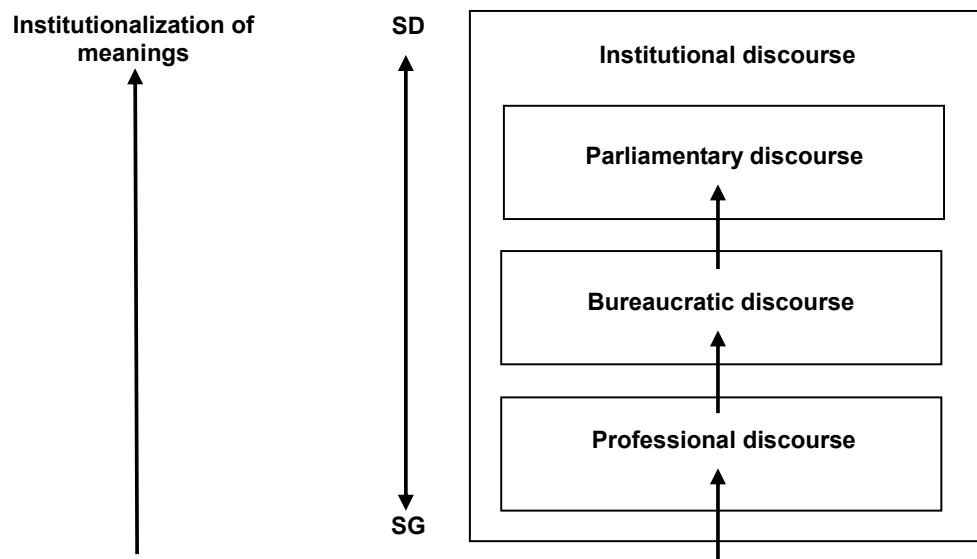 Institutionalization of
meanings
SD
SG
Institutional discourse
Parliamentary discourse
Bureaucratic discourse
Professional discourse